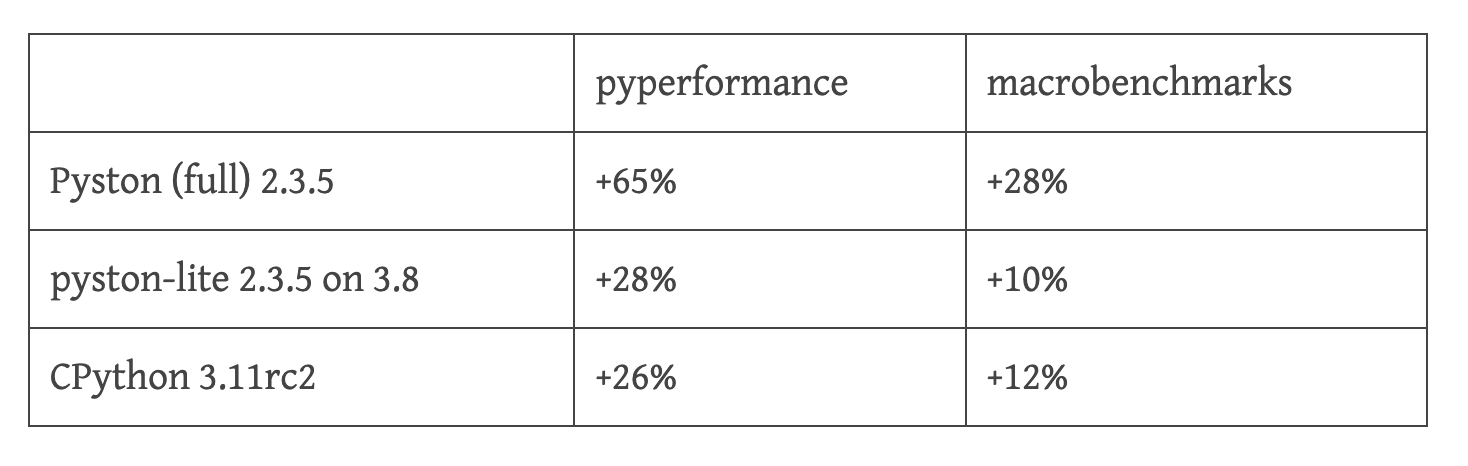 pyperformance macrobenchmarks
Pyston (full) 2.3.5 +65% +28%
pyston-lite 2.3.5 on 3.8 +28% +10%
CPython 3.11rc2 +26% +12%